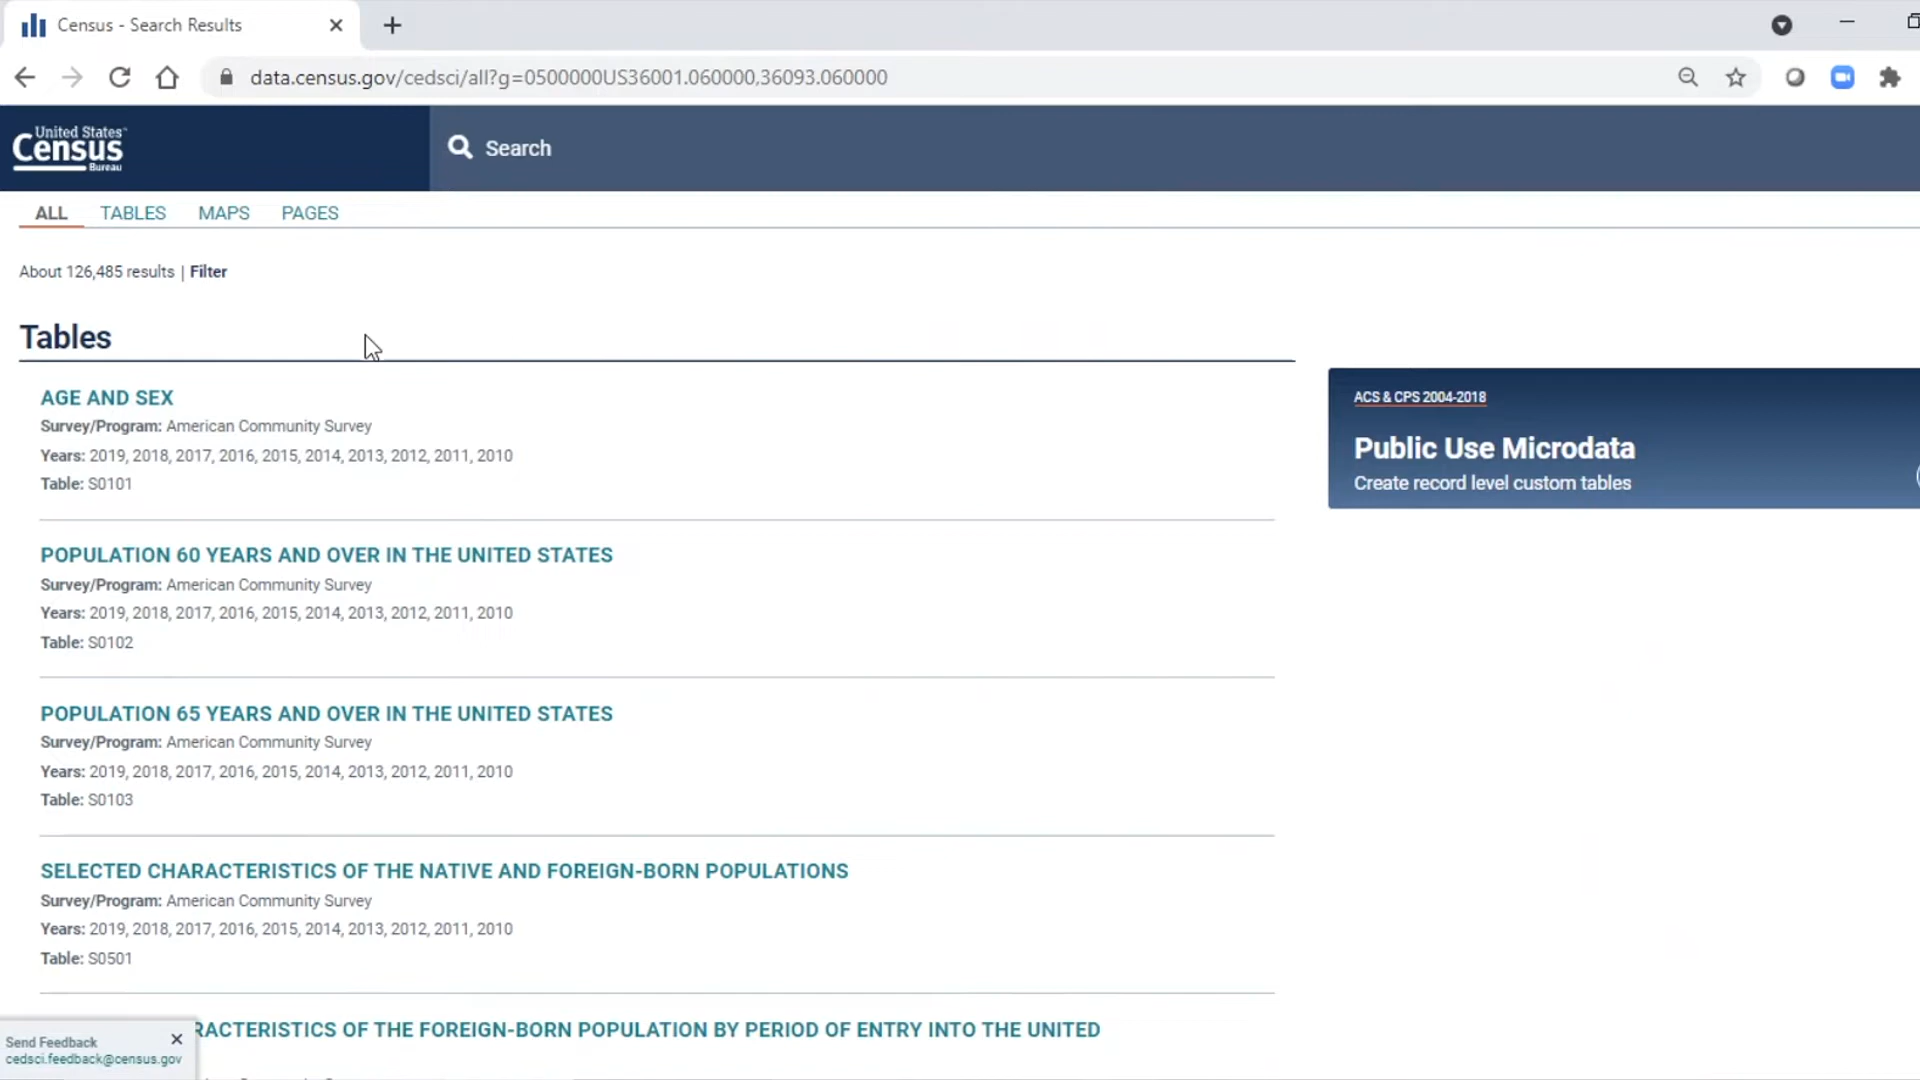 Census - Search Results
data.census.gov/cedsci/all?g=0500000US36001.060000,36093.060000
United States™
Census
Bureau
Search
ALL TABLES MAPS PAGES
About 126,485 results | Filter
Tables
AGE AND SEX
Survey/Program: American Community Survey
Years: 2019, 2018, 2017, 2016, 2015, 2014, 2013, 2012, 2011, 2010
Table: S0101
ACS & CPS 2004-2018
Public Use Microdata
Create record level custom tables
POPULATION 60 YEARS AND OVER IN THE UNITED STATES
Survey/Program: American Community Survey
Years: 2019, 2018, 2017, 2016, 2015, 2014, 2013, 2012, 2011, 2010
Table: S0102
POPULATION 65 YEARS AND OVER IN THE UNITED STATES
Survey/Program: American Community Survey
Years: 2019, 2018, 2017, 2016, 2015, 2014, 2013, 2012, 2011, 2010
Table: S0103
SELECTED CHARACTERISTICS OF THE NATIVE AND FOREIGN-BORN POPULATIONS
Survey/Program: American Community Survey
Years: 2019, 2018, 2017, 2016, 2015, 2014, 2013, 2012, 2011, 2010
Table: S0501
RACTERISTICS OF THE FOREIGN-BORN POPULATION BY PERIOD OF ENTRY INTO THE UNITED
Send Feedback
cedsci.feedback@census.gov